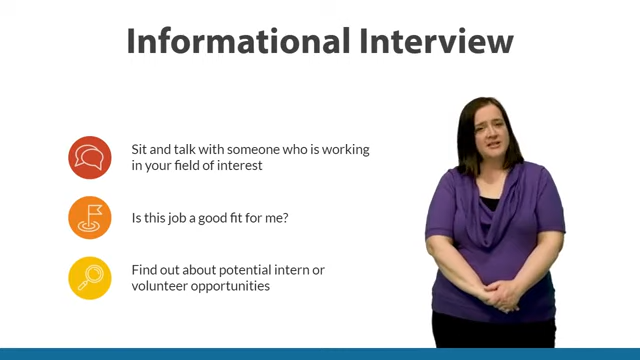 Informational Interview
Sit and talk with someone who is working
in your field of interest
Is this job a good fit for me?
Find out about potential intern or
volunteer opportunities